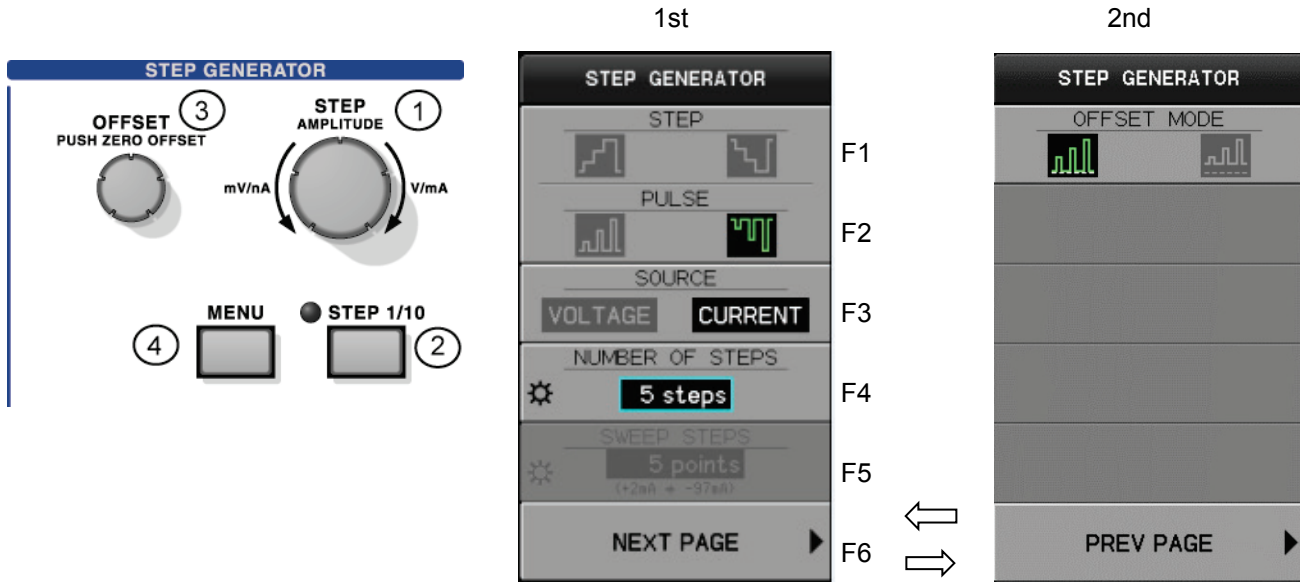 1st
2nd
STEP GENERATOR
OFFSET
PUSH ZERO OFFSET
3
STEP
AMPLITUDE
1
mV/nA
V/mA
MENU
STEP 1/10
4
2
STEP GENERATOR
STEP
F1
PULSE
F2
SOURCE
VOLTAGE CURRENT
F3
NUMBER OF STEPS
5 steps
F4
SWEEP STEPS
5 points
(+2mA → -97mA)
F5
NEXT PAGE
F6
STEP GENERATOR
OFFSET MODE
PREV PAGE